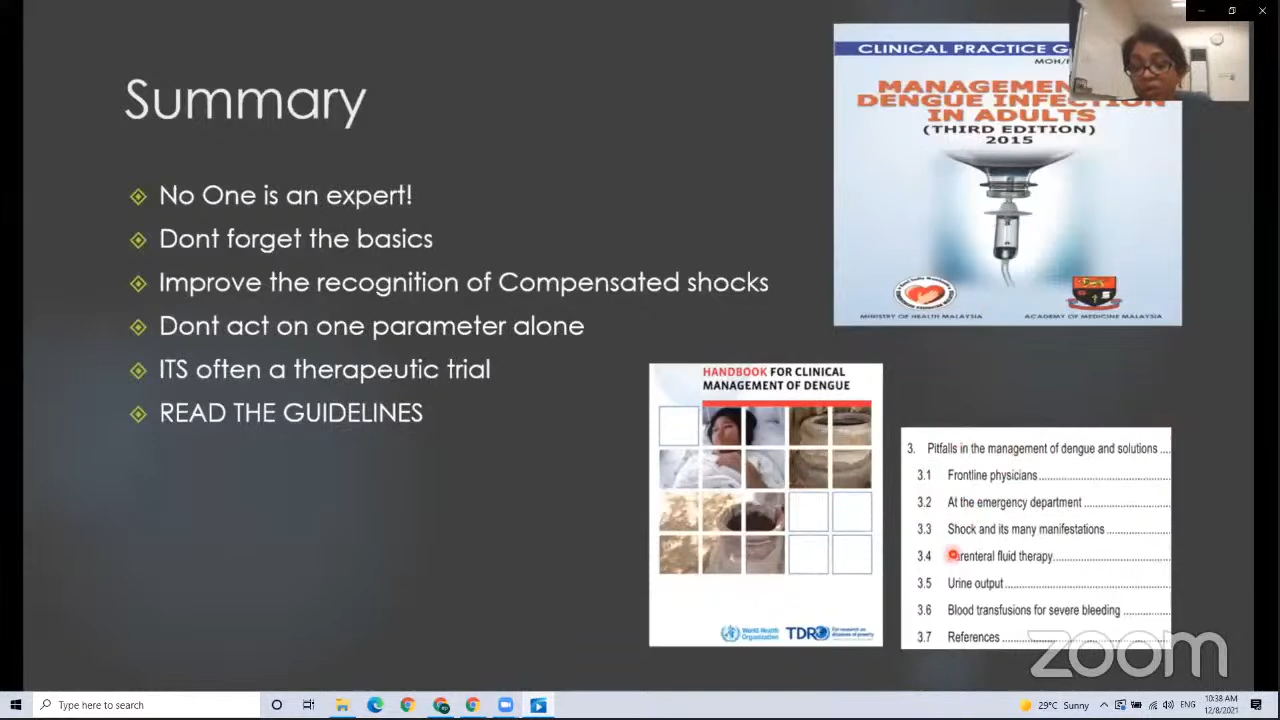 Summary
No One is an expert!
Dont forget the basics
Improve the recognition of Compensated shocks
Dont act on one parameter alone
ITS often a therapeutic trial
READ THE GUIDELINES
CLINICAL PRACTICE G
MOH/
MANAGEMEN
DENGUE INFECTION
IN ADULTS
(THIRD EDITION)
2015
MINISTRY OF HEALTH MALAYSIA
ACADEMY OF MEDICINE MALAYSIA
HANDBOOK FOR CLINICAL
MANAGEMENT OF DENGUE
World Health
Organization
TDR
For research on
diseases of poverty
3. Pitfalls in the management of dengue and solutions ....
3.1 Frontline physicians
3.2 At the emergency department
3.3 Shock and its many manifestations
3.4 arenteral fluid therapy
3.5 Urine output
3.6 Blood transfusions for severe bleeding
3.7 References
zoom
Type here to search
29°C Sunny
ENG
10:38 AM
12/8/2021